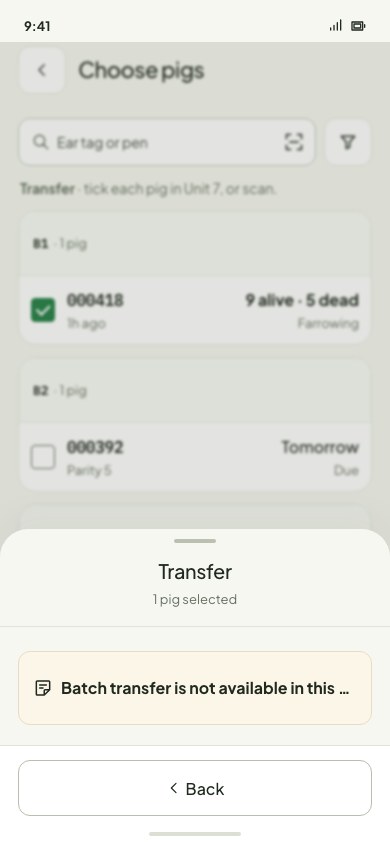 9:41
Choose pigs
Ear tag or pen
Transfer · tick each pig in Unit 7, or scan.
B1 · 1 pig
000418 9 alive · 5 dead
1h ago Farrowing
B2 · 1 pig
000392 Tomorrow
Parity 5 Due
Transfer
1 pig selected
Batch transfer is not available in this ...
Back